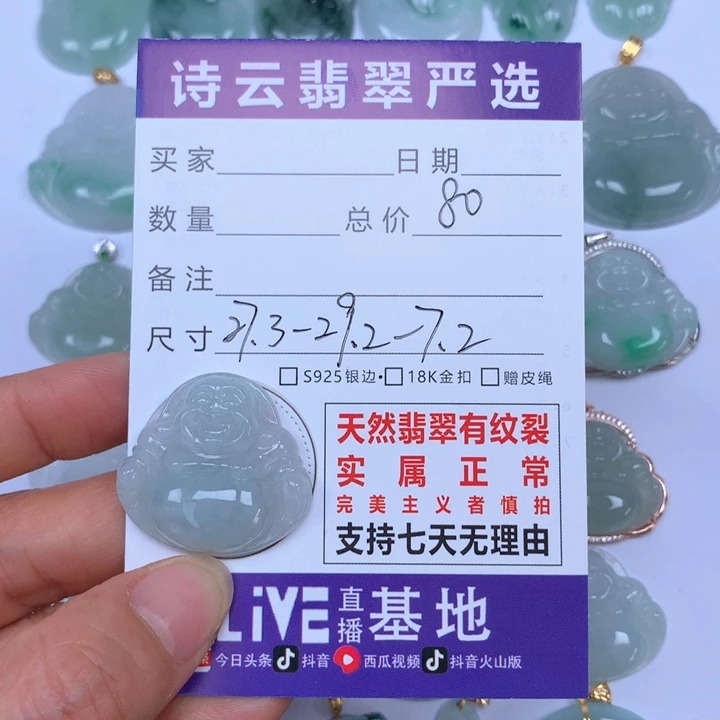 诗云翡翠严选
买家 日期
数量 总价 80
备注
尺寸 27.3-29.2-7.2
S925银边· 18K金扣 赠皮绳
天然翡翠有纹裂
实属正常
完美主义者慎拍
支持七天无理由
LiVE 直播 基地
今日头条 抖音 西瓜视频 抖音火山版